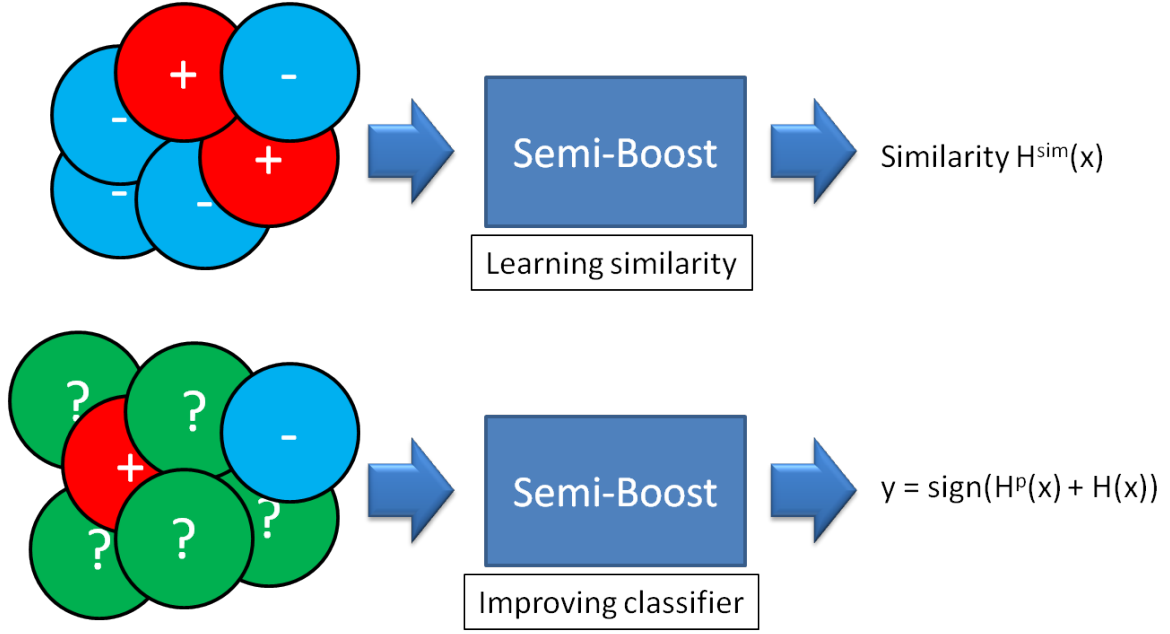 +
-
-
+
-
-
Semi-Boost
Similarity H^sim(x)
Learning similarity
?
?
-
+
?
?
?
Semi-Boost
y = sign(H^p(x) + H(x))
Improving classifier